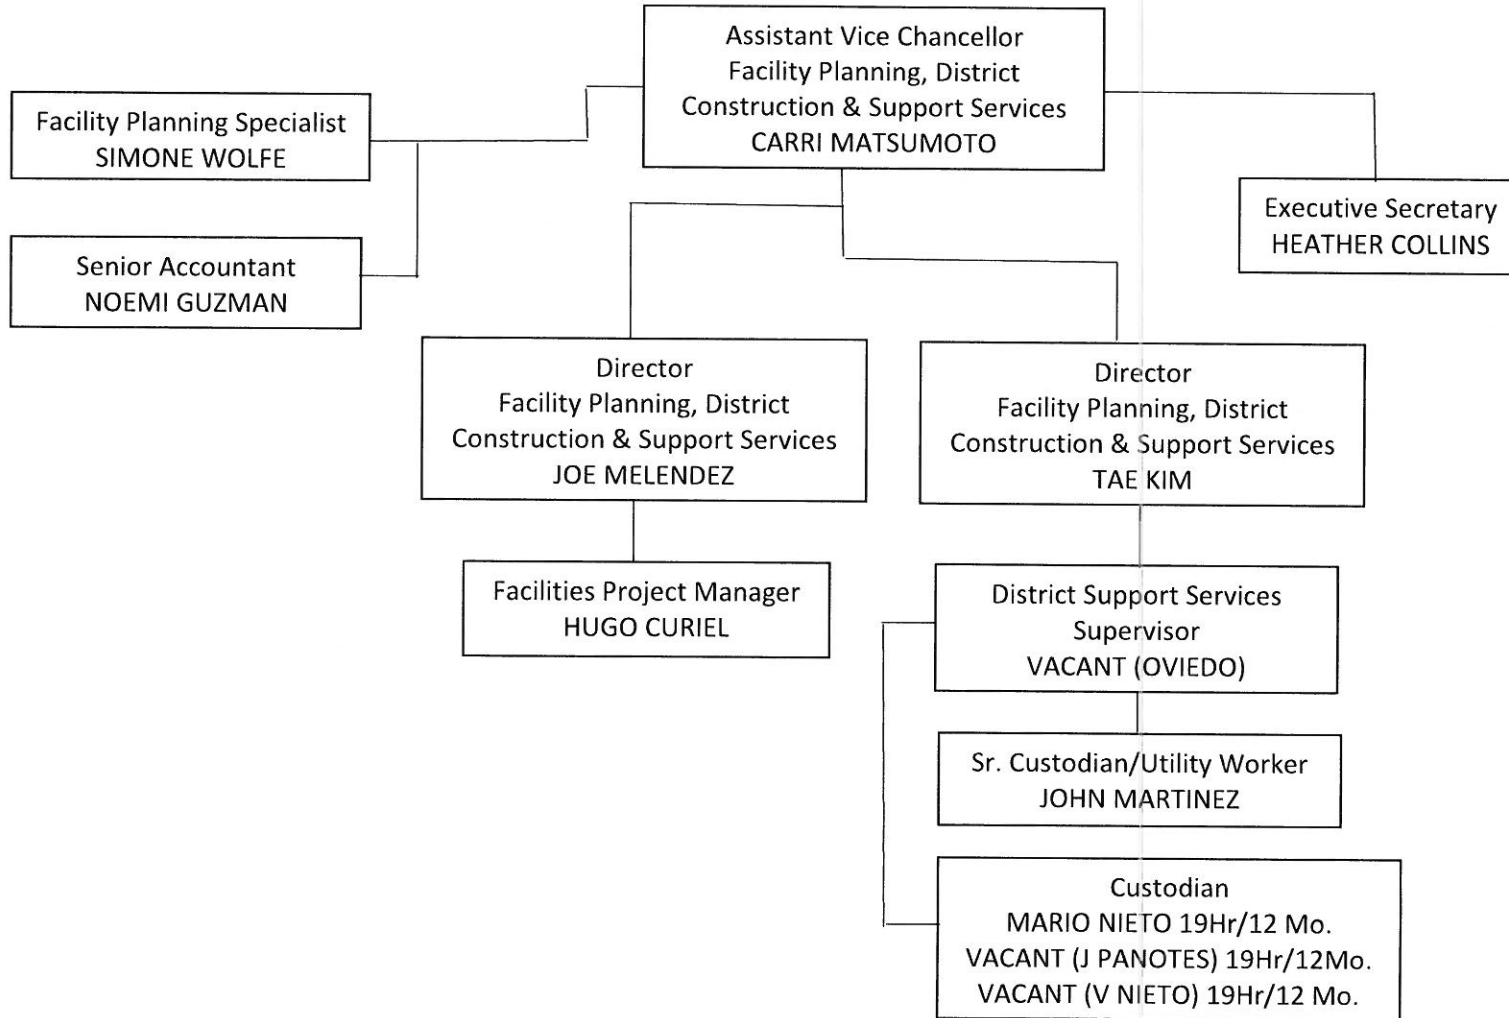 Assistant Vice Chancellor
Facility Planning, District
Construction & Support Services
CARRI MATSUMOTO
Facility Planning Specialist
SIMONE WOLFE
Executive Secretary
HEATHER COLLINS
Senior Accountant
NOEMI GUZMAN
Director
Facility Planning, District
Construction & Support Services
JOE MELENDEZ
Director
Facility Planning, District
Construction & Support Services
TAE KIM
Facilities Project Manager
HUGO CURIEL
District Support Services
Supervisor
VACANT (OVIEDO)
Sr. Custodian/Utility Worker
JOHN MARTINEZ
Custodian
MARIO NIETO 19Hr/12 Mo.
VACANT (J PANOTES) 19Hr/12Mo.
VACANT (V NIETO) 19Hr/12 Mo.